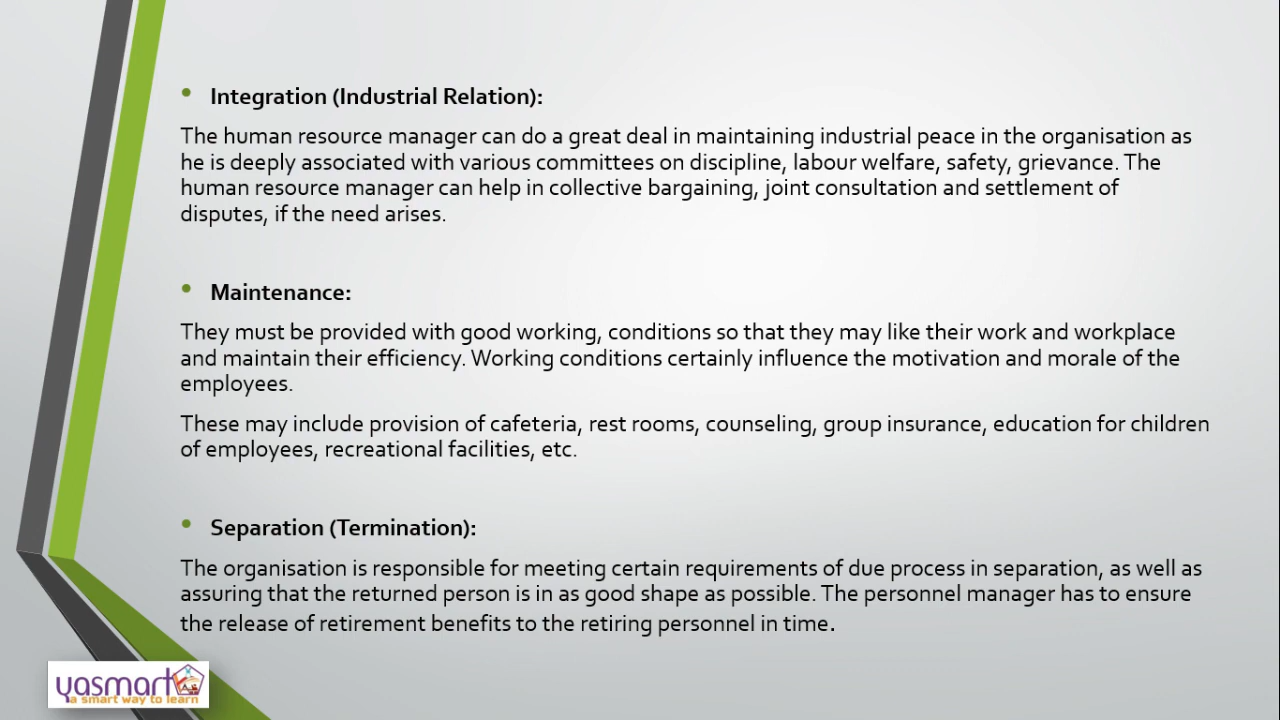 • Integration (Industrial Relation):
The human resource manager can do a great deal in maintaining industrial peace in the organisation as
he is deeply associated with various committees on discipline, labour welfare, safety, grievance. The
human resource manager can help in collective bargaining, joint consultation and settlement of
disputes, if the need arises.
• Maintenance:
They must be provided with good working, conditions so that they may like their work and workplace
and maintain their efficiency. Working conditions certainly influence the motivation and morale of the
employees.
These may include provision of cafeteria, rest rooms, counseling, group insurance, education for children
of employees, recreational facilities, etc.
• Separation (Termination):
The organisation is responsible for meeting certain requirements of due process in separation, as well as
assuring that the returned person is in as good shape as possible. The personnel manager has to ensure
the release of retirement benefits to the retiring personnel in time.
yasmart
a smart way to learn